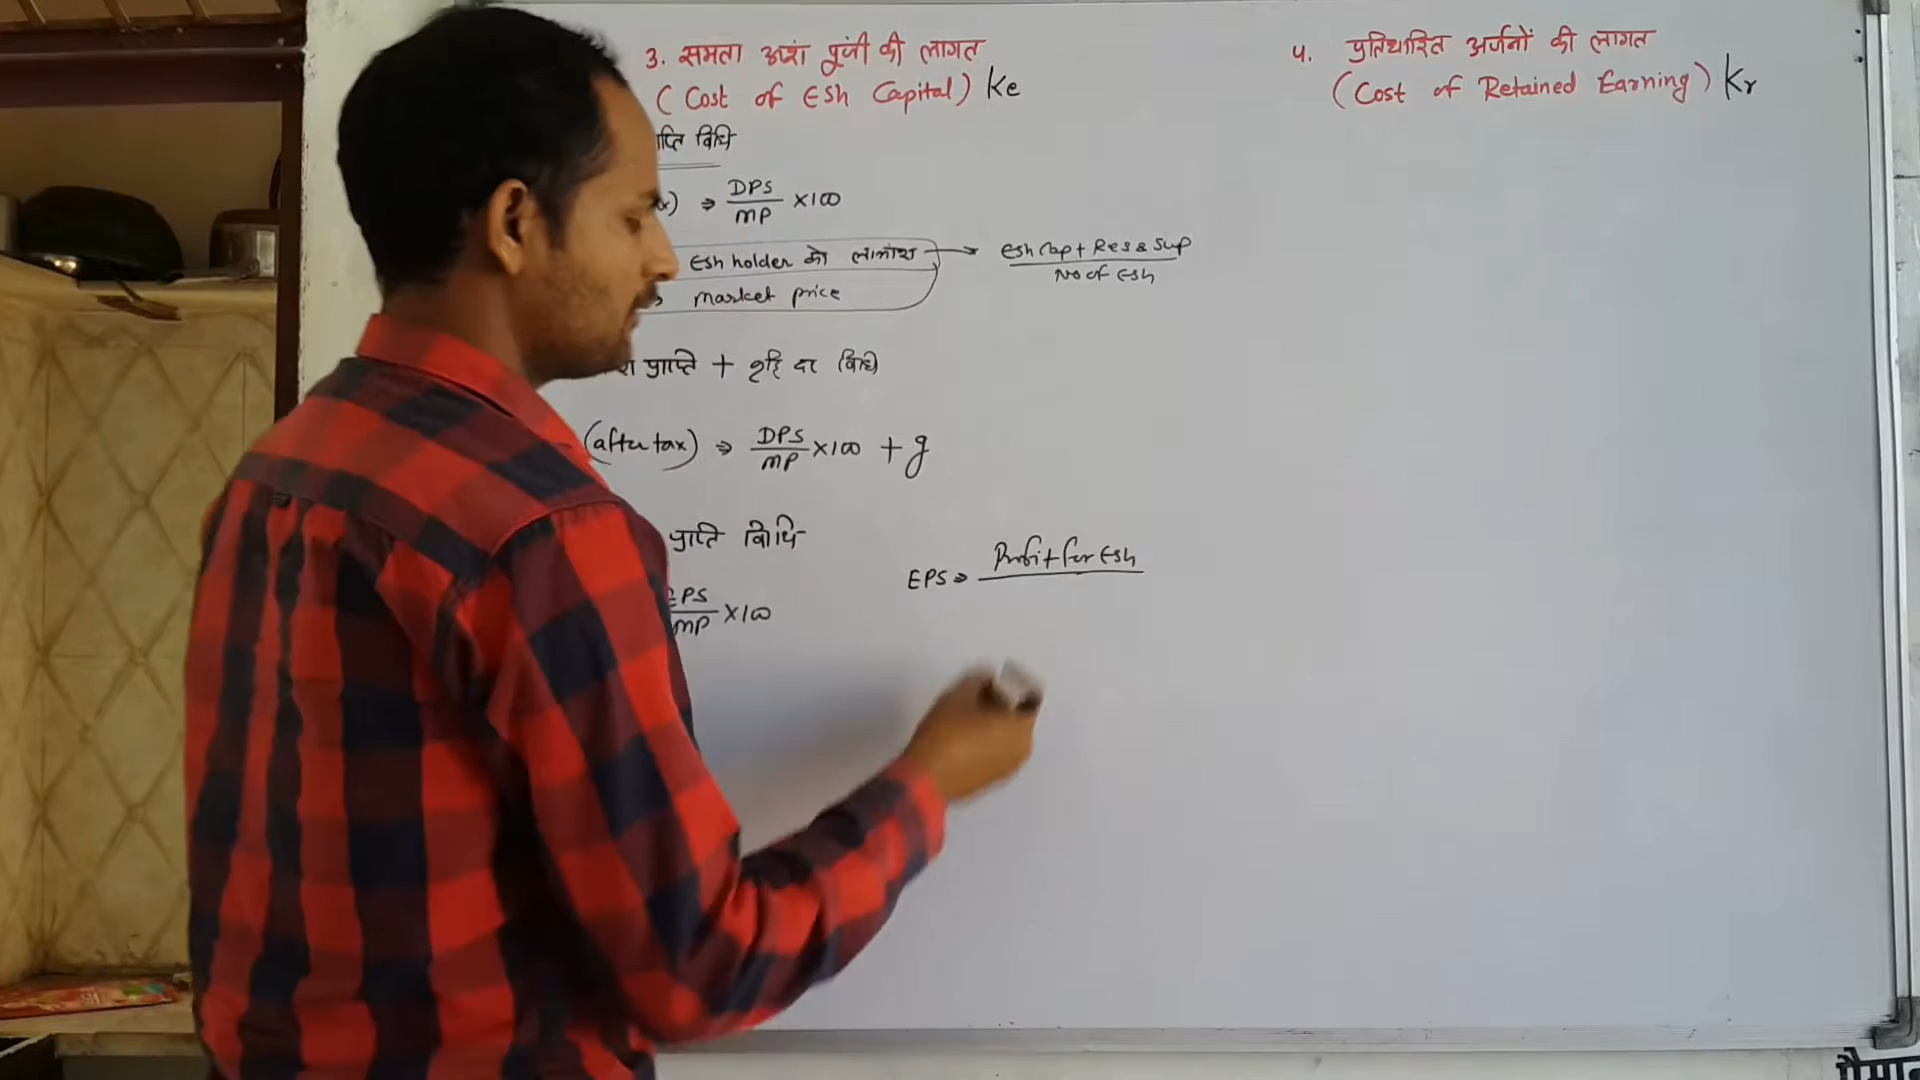 3. समता अंश पूंजी की लागत
(Cost of ESh Capital) Ke
विधि
⇒ DPS
MP ×100
Esh holder को लाभांश → Esh Cap + Res & Sup
No of Esh
market price
प्राप्ति + वृद्धि दर विधि
(after tax) ⇒ DPS
MP ×100 + g
प्राप्ति विधि
EPS
MP ×100
EPS ⇒ Profit for Esh
4. प्रतिधारित अर्जनों की लागत
(Cost of Retained Earning) Kr